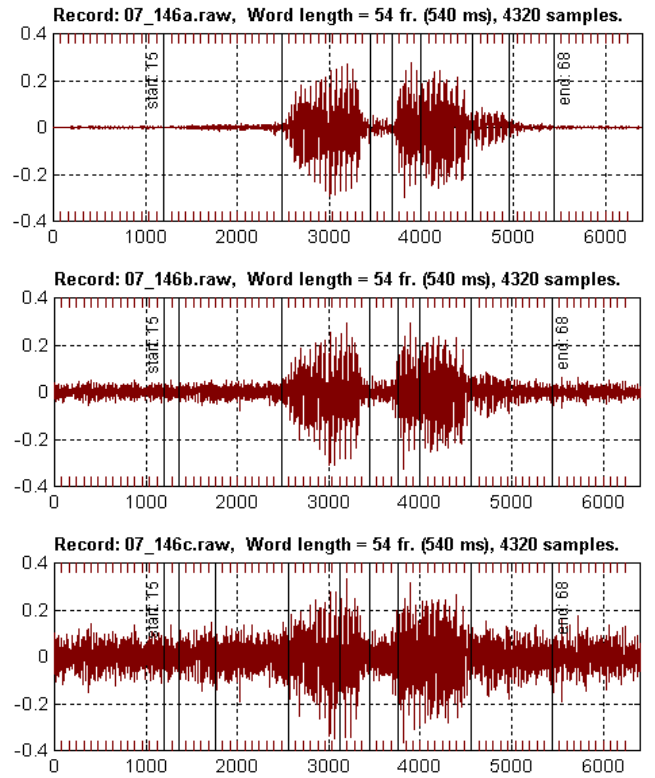 Record: 07_146a.raw,  Word length = 54 fr. (540 ms), 4320 samples.
0.4
0.2
0
-0.2
-0.4
start: 15
end: 68
0 1000 2000 3000 4000 5000 6000
Record: 07_146b.raw,  Word length = 54 fr. (540 ms), 4320 samples.
0.4
0.2
0
-0.2
-0.4
start: 15
end: 68
0 1000 2000 3000 4000 5000 6000
Record: 07_146c.raw,  Word length = 54 fr. (540 ms), 4320 samples.
0.4
0.2
0
-0.2
-0.4
start: 15
end: 68
0 1000 2000 3000 4000 5000 6000